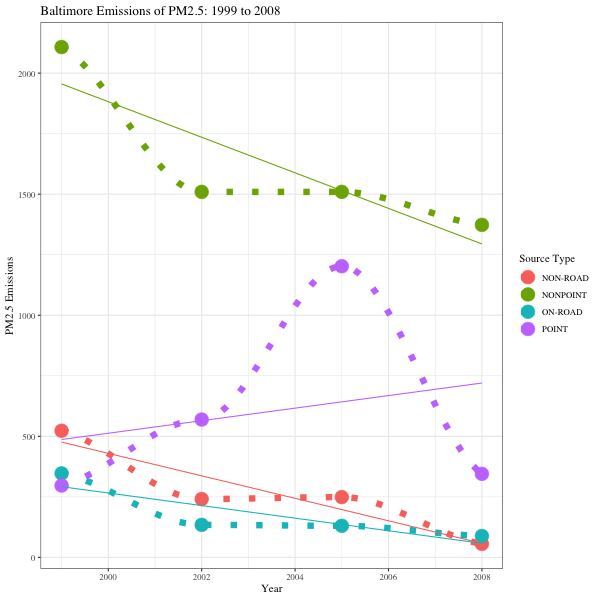 Baltimore Emissions of PM2.5: 1999 to 2008
PM2.5 Emissions
2000
1500
1000
500
0
2000 2002 2004 2006 2008
Year
Source Type
NON-ROAD
NONPOINT
ON-ROAD
POINT